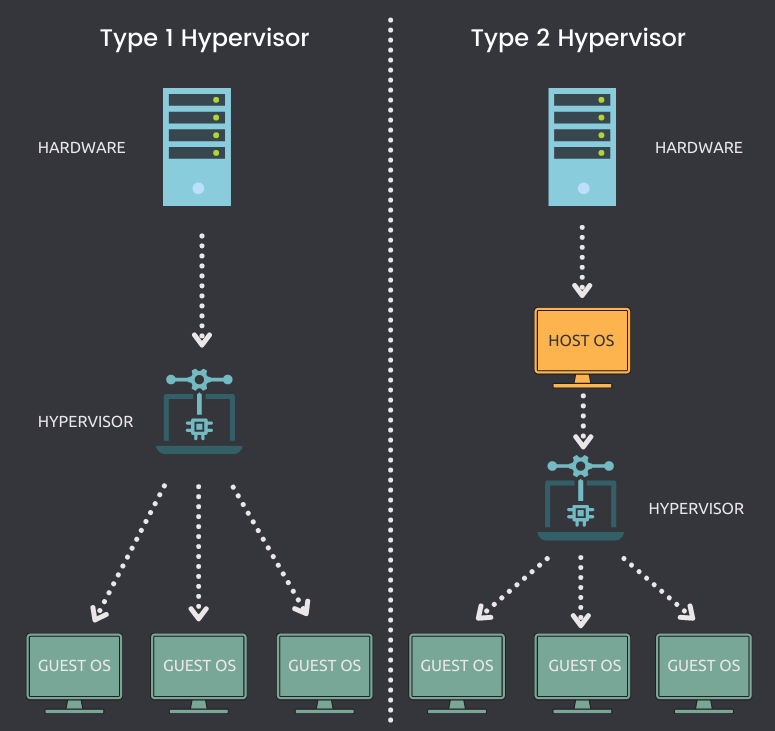 Type 1 Hypervisor
HARDWARE
HYPERVISOR
GUEST OS
GUEST OS
GUEST OS
Type 2 Hypervisor
HARDWARE
HOST OS
HYPERVISOR
GUEST OS
GUEST OS
GUEST OS